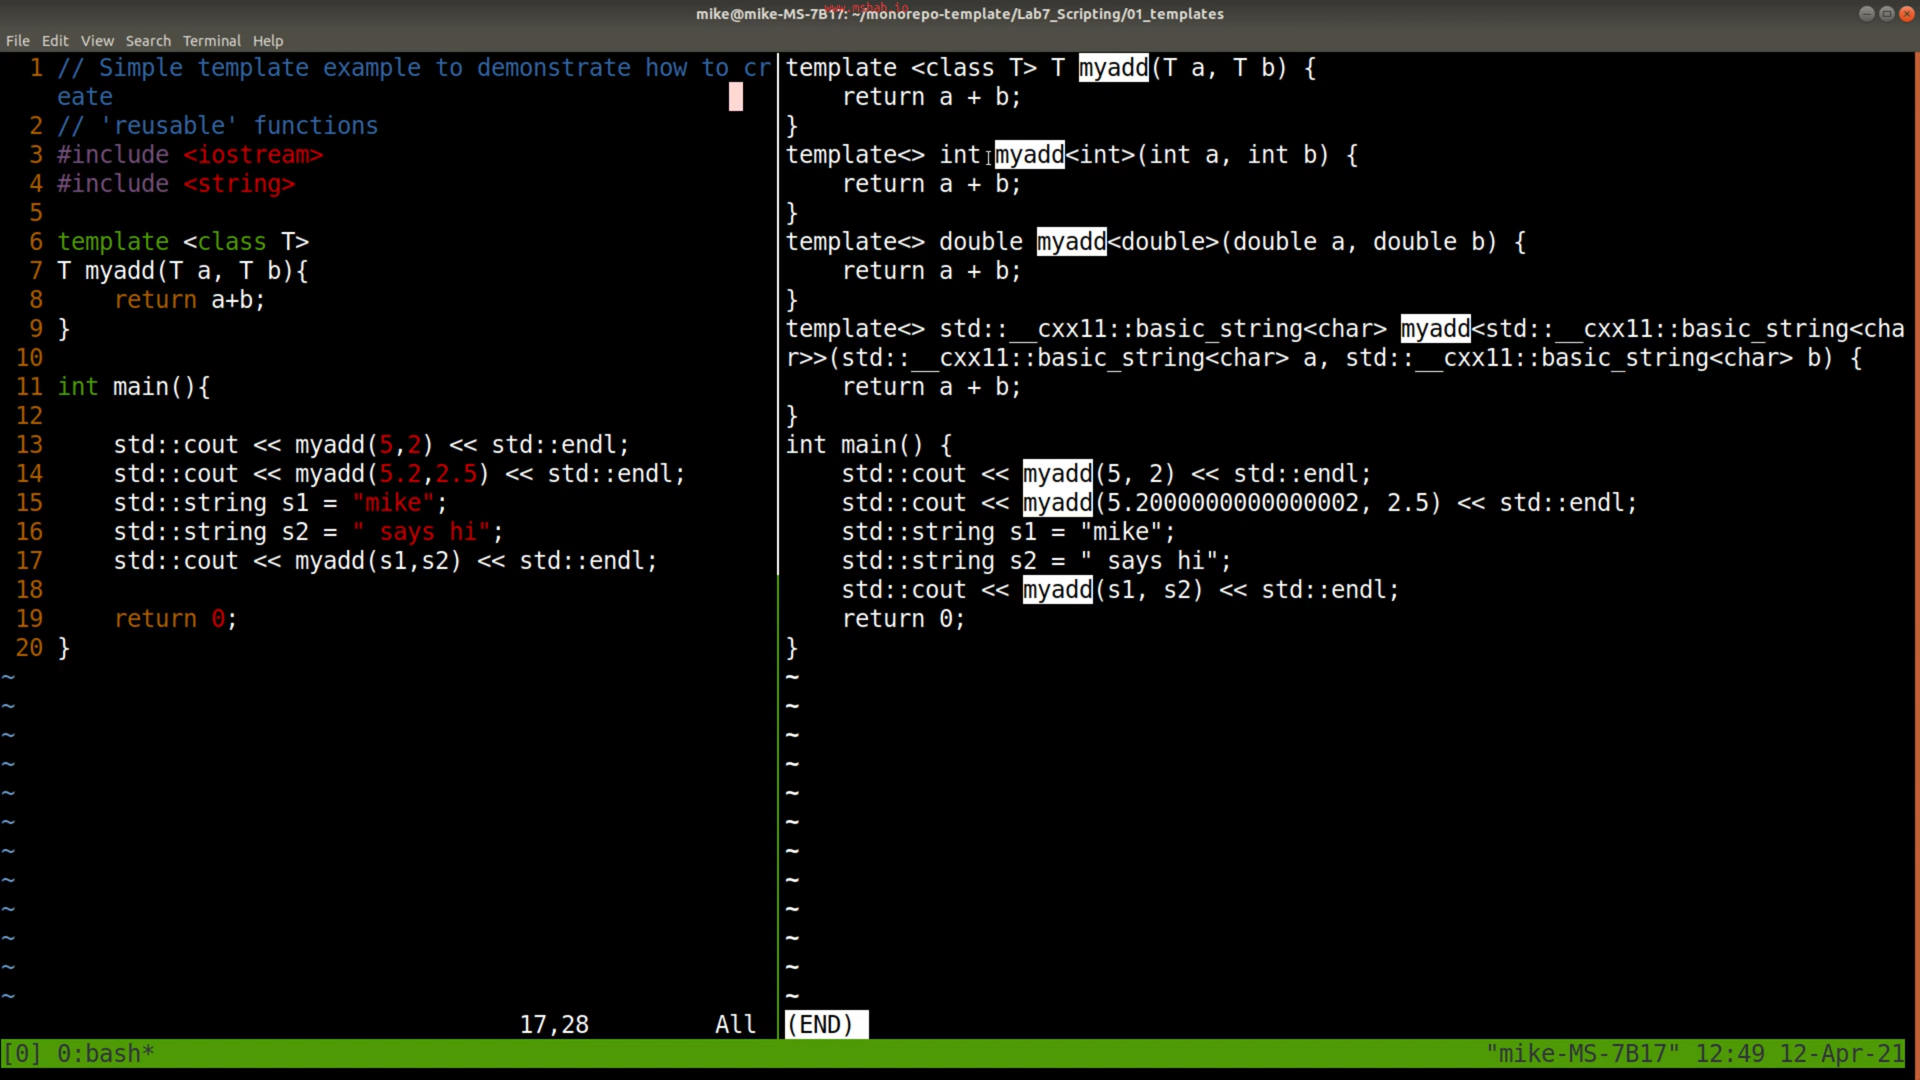 www.mshah.io
mike@mike-MS-7B17: ~/monorepo-template/Lab7_Scripting/01_templates
File Edit View Search Terminal Help
1 // Simple template example to demonstrate how to cr
eate
2 // 'reusable' functions
3 #include <iostream>
4 #include <string>
5
6 template <class T>
7 T myadd(T a, T b){
8     return a+b;
9 }
10
11 int main(){
12
13     std::cout << myadd(5,2) << std::endl;
14     std::cout << myadd(5.2,2.5) << std::endl;
15     std::string s1 = "mike";
16     std::string s2 = " says hi";
17     std::cout << myadd(s1,s2) << std::endl;
18
19     return 0;
20 }
~
~
~
~
~
~
~
~
~
~
~
~
17,28 All
template <class T> T myadd(T a, T b) {
    return a + b;
}
template<> int myadd<int>(int a, int b) {
    return a + b;
}
template<> double myadd<double>(double a, double b) {
    return a + b;
}
template<> std::__cxx11::basic_string<char> myadd<std::__cxx11::basic_string<cha
r>>(std::__cxx11::basic_string<char> a, std::__cxx11::basic_string<char> b) {
    return a + b;
}
int main() {
    std::cout << myadd(5, 2) << std::endl;
    std::cout << myadd(5.2000000000000002, 2.5) << std::endl;
    std::string s1 = "mike";
    std::string s2 = " says hi";
    std::cout << myadd(s1, s2) << std::endl;
    return 0;
}
~
~
~
~
~
~
~
~
~
~
~
~
(END)
[0] 0:bash* "mike-MS-7B17" 12:49 12-Apr-21